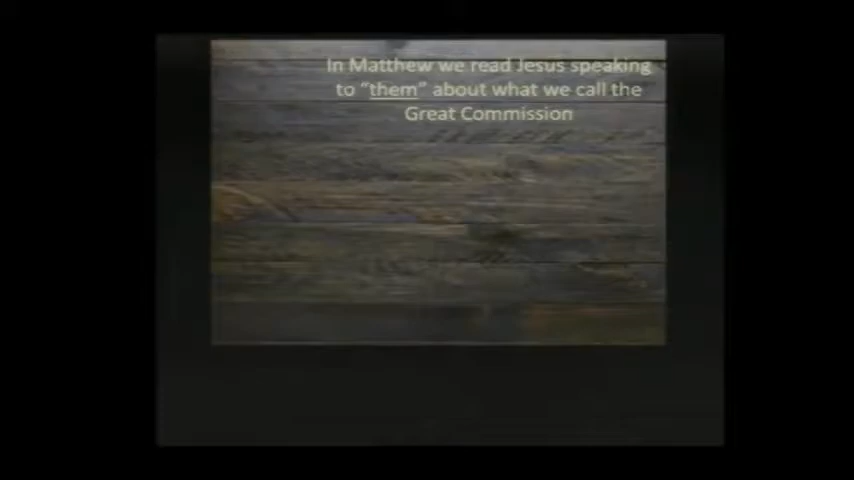 In Matthew we read Jesus speaking
to “them” about what we call the
Great Commission